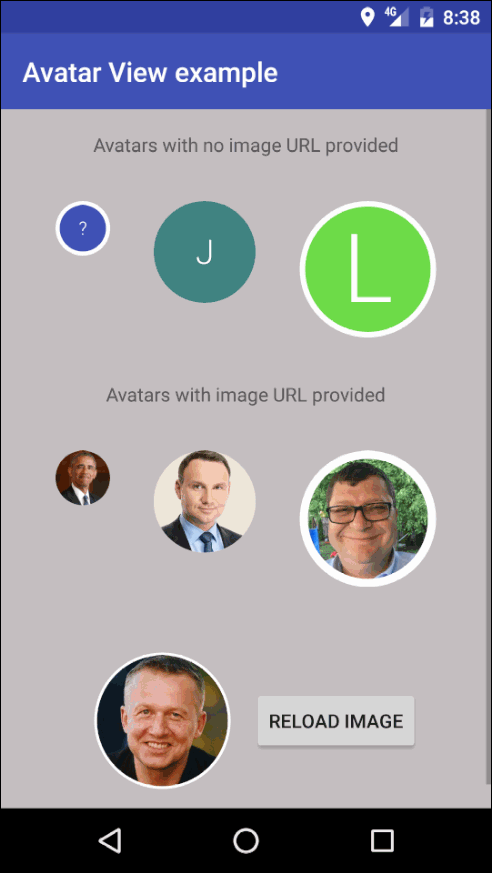 4G 8:38
Avatar View example
Avatars with no image URL provided
? J L
Avatars with image URL provided
RELOAD IMAGE